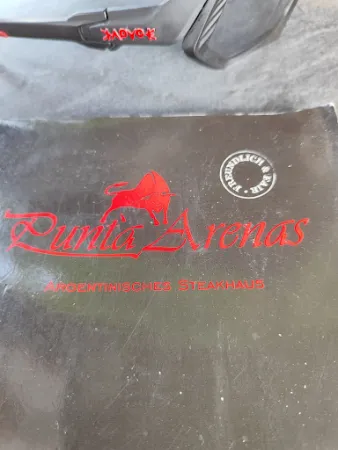 FREUNDLICH & FAIR
Punta Arenas
ARGENTINISCHES STEAKHAUS